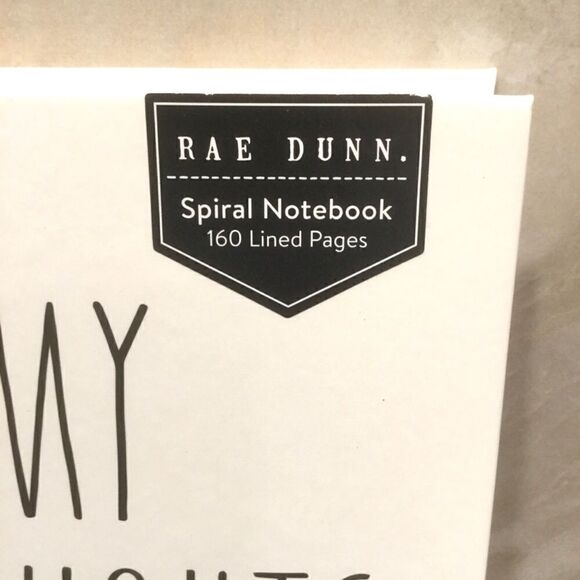 RAE DUNN.
Spiral Notebook
160 Lined Pages
MY